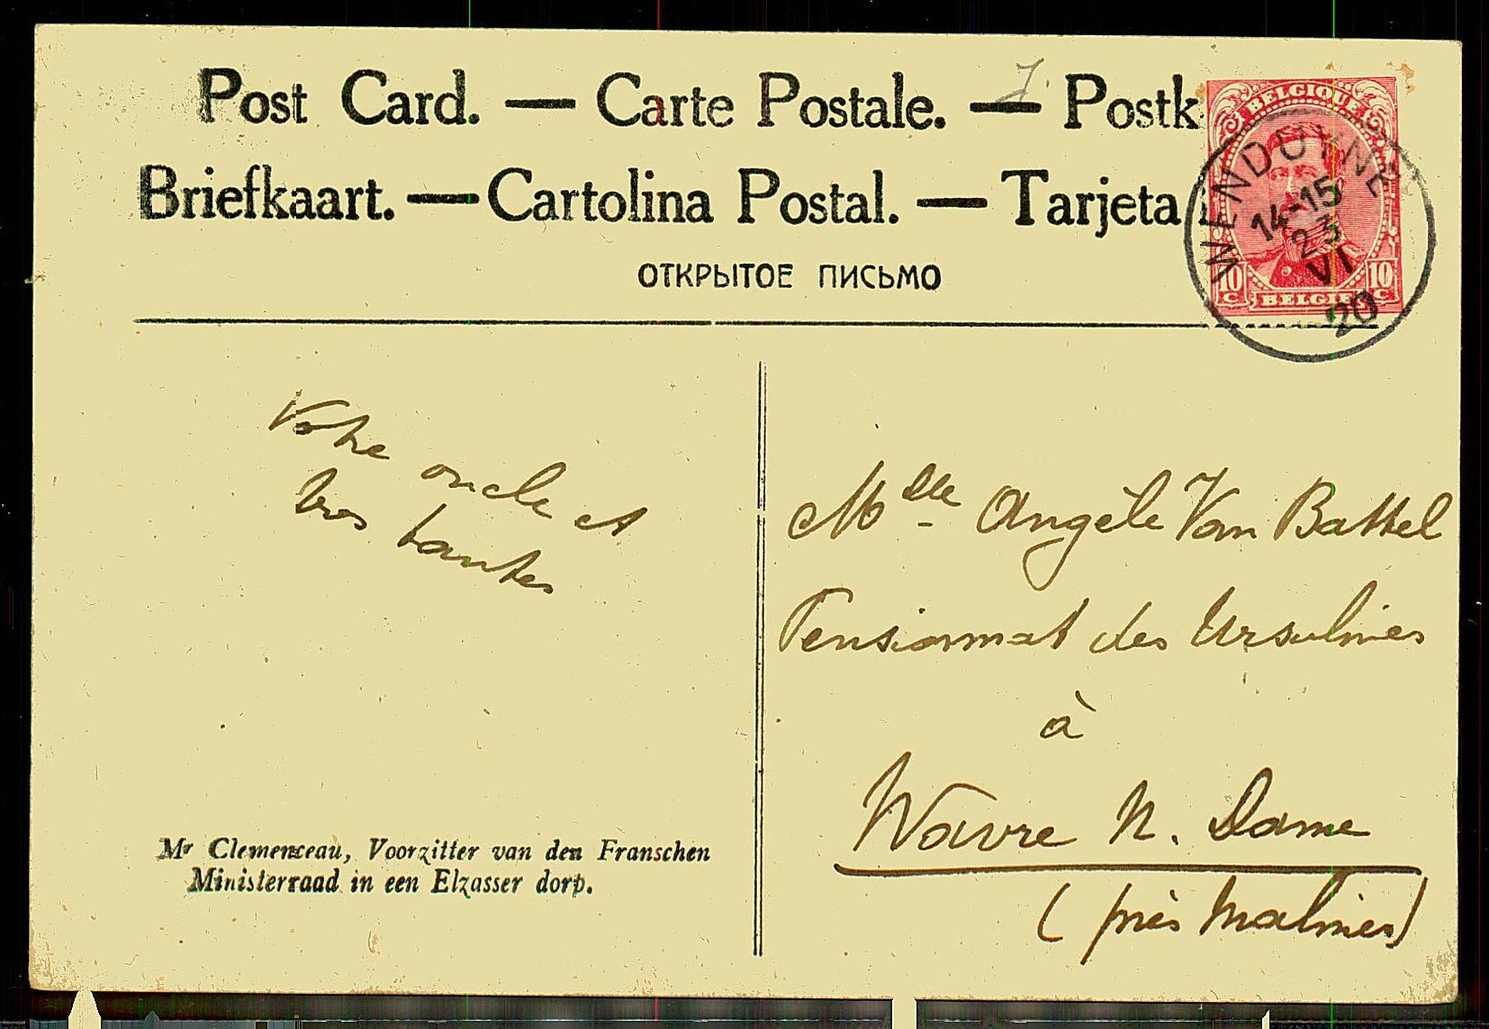 Post Card. — Carte Postale. — Postk
Briefkaart. — Cartolina Postal. — Tarjeta
ОТКРЫТОЕ ПИСЬМО
BELGIQUE
10 C BELGIË 10 C
WENDUYNE
14-15
23
VI
20
Votre oncle et
vos tantes
Mr Clemenceau, Voorzitter van den Franschen
Ministerraad in een Elzasser dorp.
Mlle Angèle Van Battel
Pensionnat des Ursulines
à
Wavre N. Dame
(près Malines)